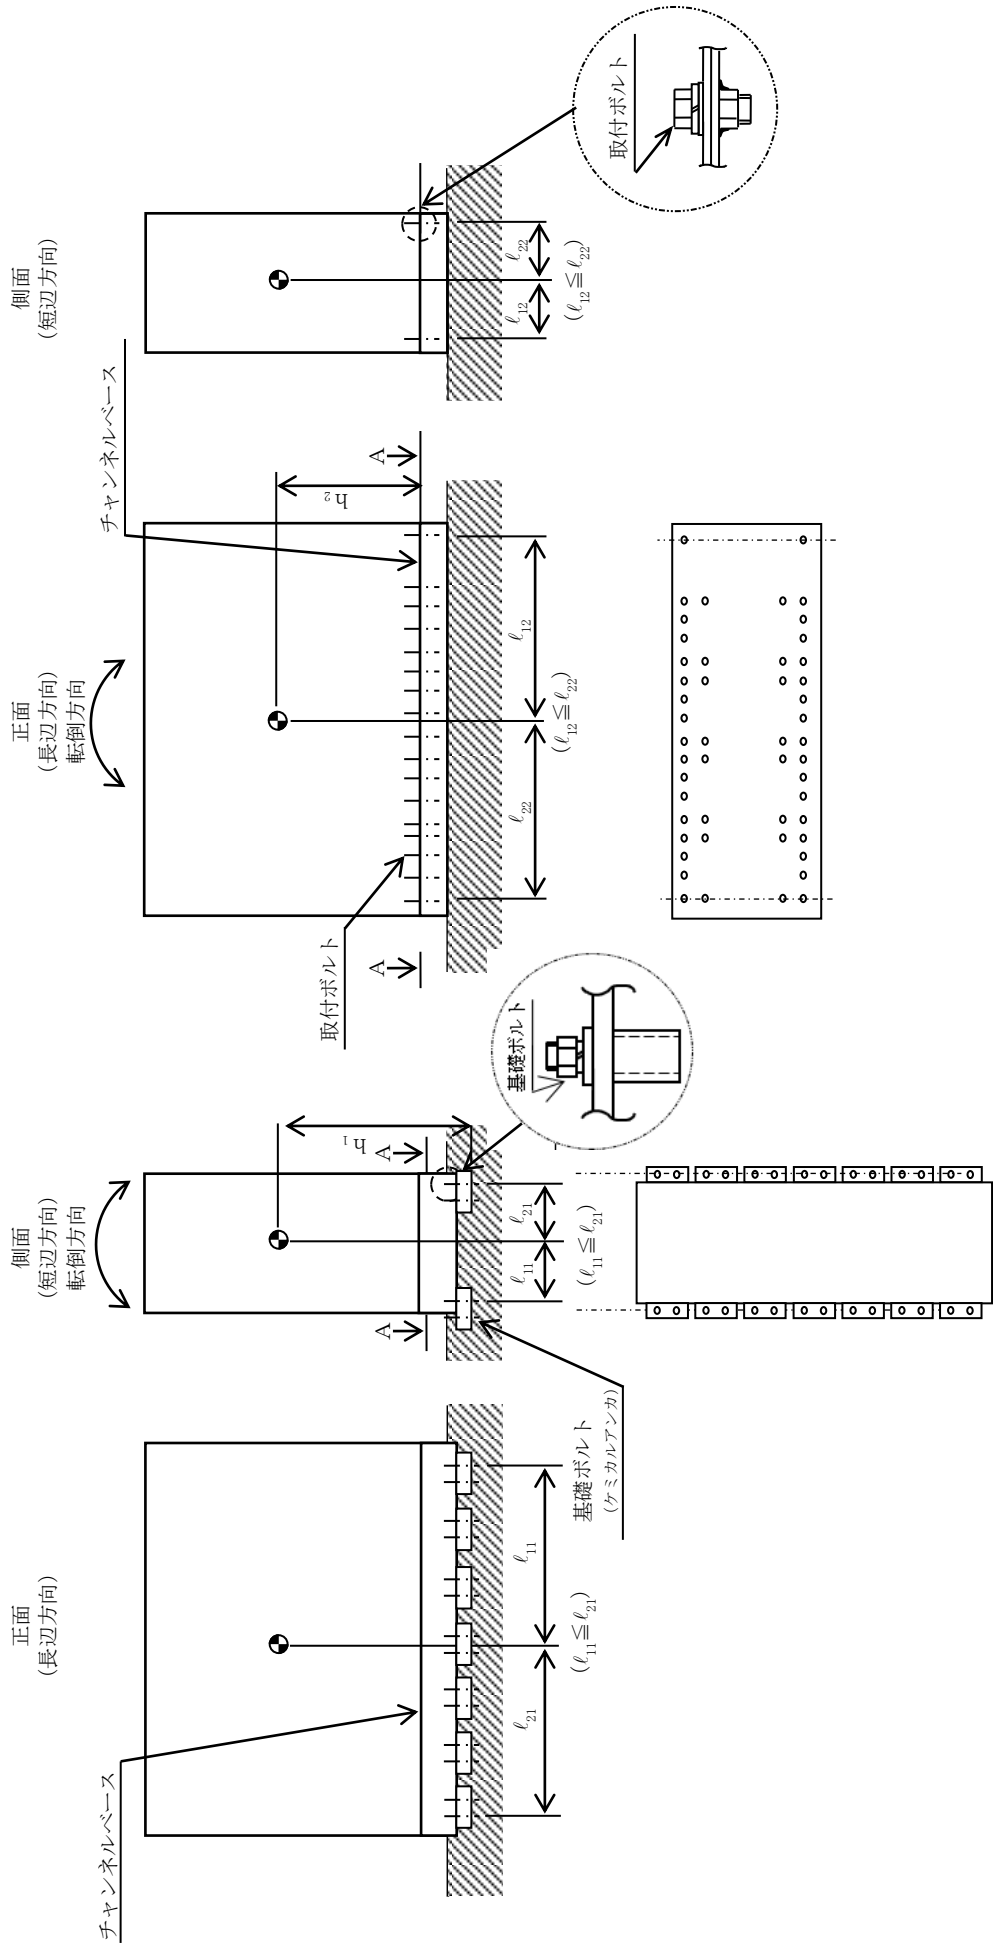 正面
(長辺方向)
チャンネルベース
ℓ21
ℓ11
(ℓ11≦ℓ21)
側面
(短辺方向)
転倒方向
A
A
h1
ℓ11
ℓ21
(ℓ11≦ℓ21)
基礎ボルト
(ケミカルアンカ)
基礎ボルト
正面
(長辺方向)
転倒方向
取付ボルト
チャンネルベース
A
A
h2
ℓ22
ℓ12
(ℓ12≦ℓ22)
側面
(短辺方向)
ℓ12
ℓ22
(ℓ12≦ℓ22)
取付ボルト